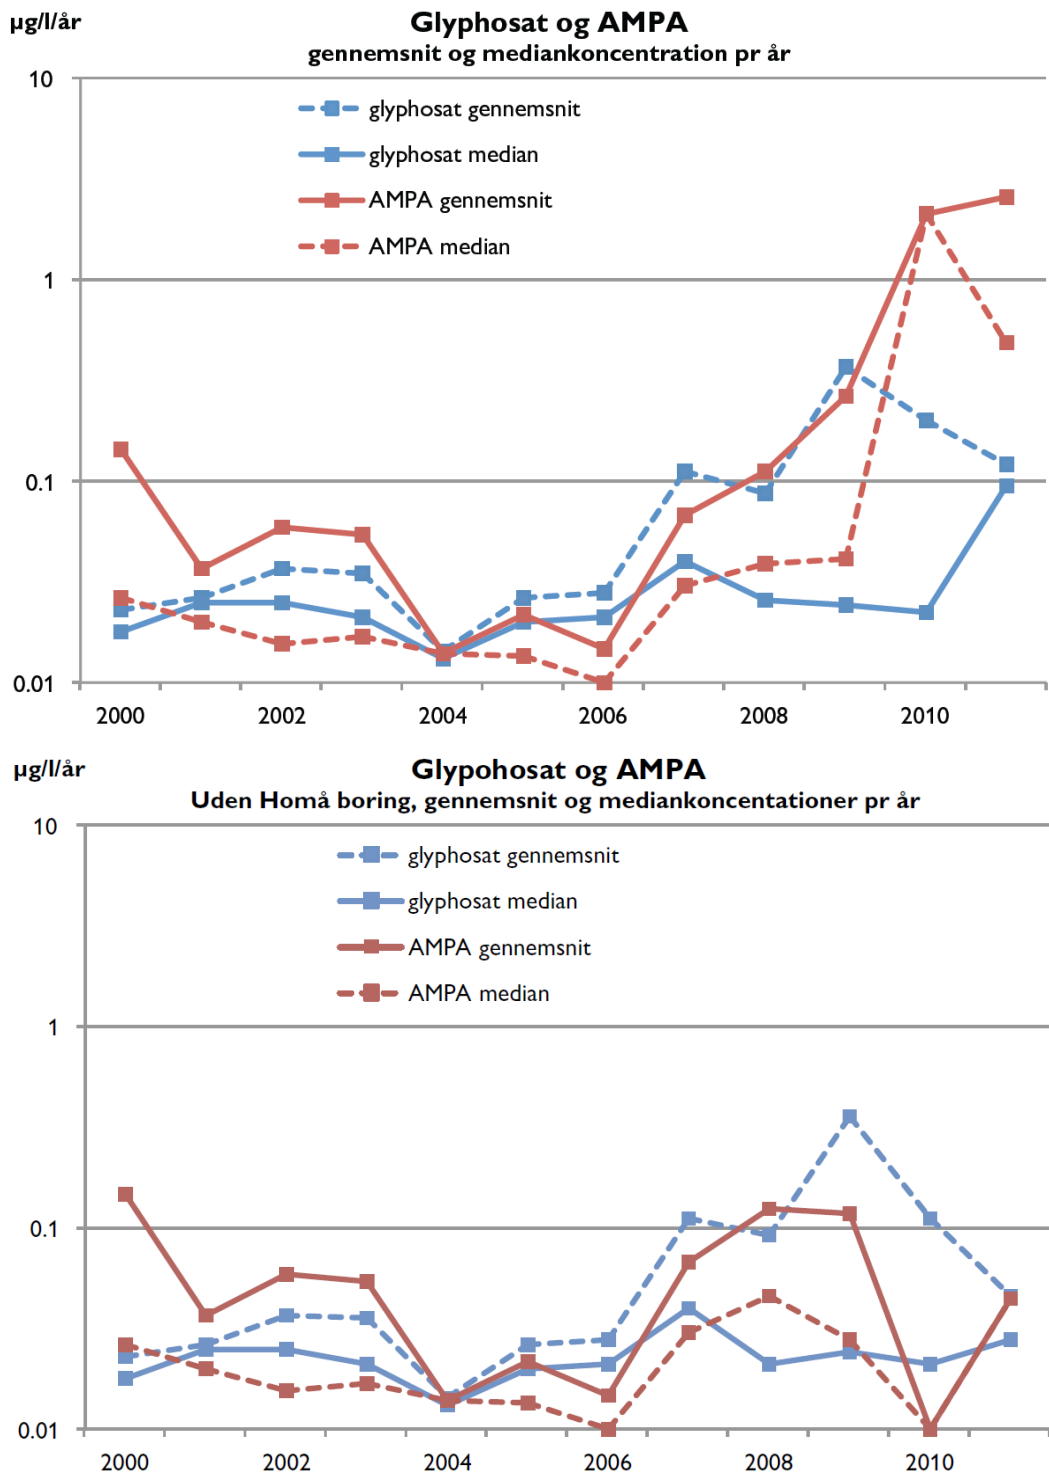 µg/l/år
Glyphosat og AMPA
gennemsnit og mediankoncentration pr år
10
glyphosat gennemsnit
glyphosat median
AMPA gennemsnit
AMPA median
1
0.1
0.01
2000 2002 2004 2006 2008 2010
µg/l/år
Glypohosat og AMPA
Uden Homå boring, gennemsnit og mediankoncentationer pr år
10
glyphosat gennemsnit
glyphosat median
AMPA gennemsnit
AMPA median
1
0.1
0.01
2000 2002 2004 2006 2008 2010